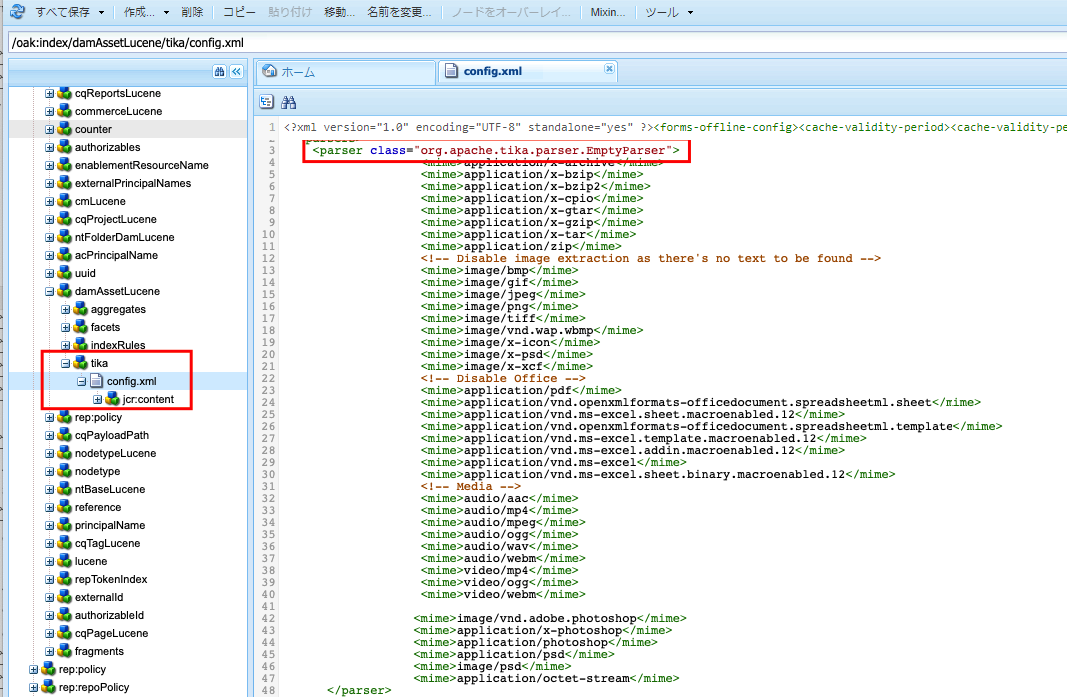 すべて保存 作成... 削除 コピー 貼り付け 移動... 名前を変更... ノードをオーバーレイ... Mixin... ツール
/oak:index/damAssetLucene/tika/config.xml
ホーム config.xml
cqReportsLucene
commerceLucene
counter
authorizables
enablementResourceName
externalPrincipalNames
cmLucene
cqProjectLucene
ntFolderDamLucene
acPrincipalName
uuid
damAssetLucene
aggregates
facets
indexRules
tika
config.xml
jcr:content
rep:policy
cqPayloadPath
nodetypeLucene
nodetype
ntBaseLucene
reference
principalName
cqTagLucene
lucene
repTokenIndex
externalId
authorizableId
cqPageLucene
fragments
rep:policy
rep:repoPolicy
1 <?xml version="1.0" encoding="UTF-8" standalone="yes" ?><forms-offline-config><cache-validity-period><cache-validity-pe
2
3 <parser class="org.apache.tika.parser.EmptyParser">
4 <mime>application/x-archive</mime>
5 <mime>application/x-bzip</mime>
6 <mime>application/x-bzip2</mime>
7 <mime>application/x-cpio</mime>
8 <mime>application/x-gtar</mime>
9 <mime>application/x-gzip</mime>
10 <mime>application/x-tar</mime>
11 <mime>application/zip</mime>
12 <!-- Disable image extraction as there's no text to be found -->
13 <mime>image/bmp</mime>
14 <mime>image/gif</mime>
15 <mime>image/jpeg</mime>
16 <mime>image/png</mime>
17 <mime>image/tiff</mime>
18 <mime>image/vnd.wap.wbmp</mime>
19 <mime>image/x-icon</mime>
20 <mime>image/x-psd</mime>
21 <mime>image/x-xcf</mime>
22 <!-- Disable Office -->
23 <mime>application/pdf</mime>
24 <mime>application/vnd.openxmlformats-officedocument.spreadsheetml.sheet</mime>
25 <mime>application/vnd.ms-excel.sheet.macroenabled.12</mime>
26 <mime>application/vnd.openxmlformats-officedocument.spreadsheetml.template</mime>
27 <mime>application/vnd.ms-excel.template.macroenabled.12</mime>
28 <mime>application/vnd.ms-excel.addin.macroenabled.12</mime>
29 <mime>application/vnd.ms-excel</mime>
30 <mime>application/vnd.ms-excel.sheet.binary.macroenabled.12</mime>
31 <!-- Media -->
32 <mime>audio/aac</mime>
33 <mime>audio/mp4</mime>
34 <mime>audio/mpeg</mime>
35 <mime>audio/ogg</mime>
36 <mime>audio/wav</mime>
37 <mime>audio/webm</mime>
38 <mime>video/mp4</mime>
39 <mime>video/ogg</mime>
40 <mime>video/webm</mime>
41
42 <mime>image/vnd.adobe.photoshop</mime>
43 <mime>application/x-photoshop</mime>
44 <mime>application/photoshop</mime>
45 <mime>application/psd</mime>
46 <mime>image/psd</mime>
47 <mime>application/octet-stream</mime>
48 </parser>